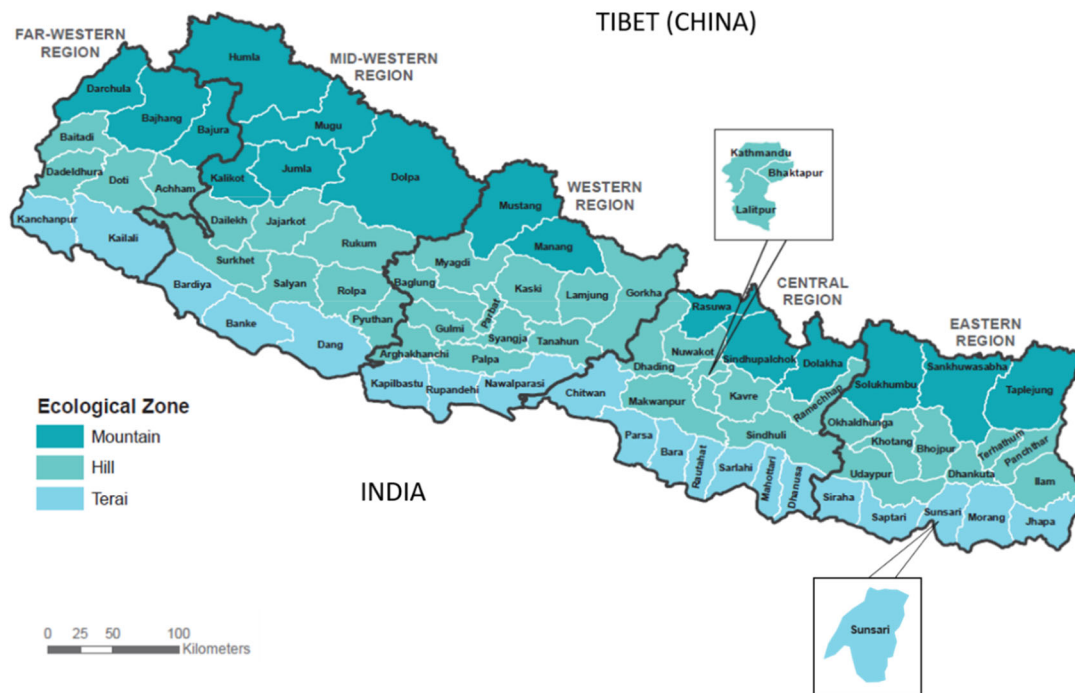 TIBET (CHINA)
FAR-WESTERN
REGION
MID-WESTERN
REGION
Humla
Darchula
Bajhang
Bajura
Mugu
Baitadi
Dadeldhura
Doti
Achham
Kalikot
Jumla
Dolpa
Kanchanpur
Kailali
Dailekh
Jajarkot
Rukum
Surkhet
Salyan
Rolpa
Bardiya
Banke
Dang
Pyuthan
WESTERN
REGION
Mustang
Manang
Myagdi
Baglung
Parbat
Kaski
Lamjung
Gorkha
Gulmi
Syangja
Tanahun
Arghakhanchi
Palpa
Kapilbastu
Rupandehi
Nawalparasi
Kathmandu
Bhaktapur
Lalitpur
CENTRAL
REGION
Rasuwa
Nuwakot
Sindhupalchok
Dolakha
Dhading
Kavre
Ramechhap
Chitwan
Makwanpur
Sindhuli
Parsa
Bara
Rautahat
Sarlahi
Mahottari
Dhanusa
EASTERN
REGION
Solukhumbu
Sankhuwasabha
Taplejung
Okhaldhunga
Khotang
Bhojpur
Terhathum
Panchthar
Udaypur
Dhankuta
Ilam
Siraha
Saptari
Sunsari
Morang
Jhapa
Sunsari
INDIA
Ecological Zone
Mountain
Hill
Terai
0 25 50 100
Kilometers